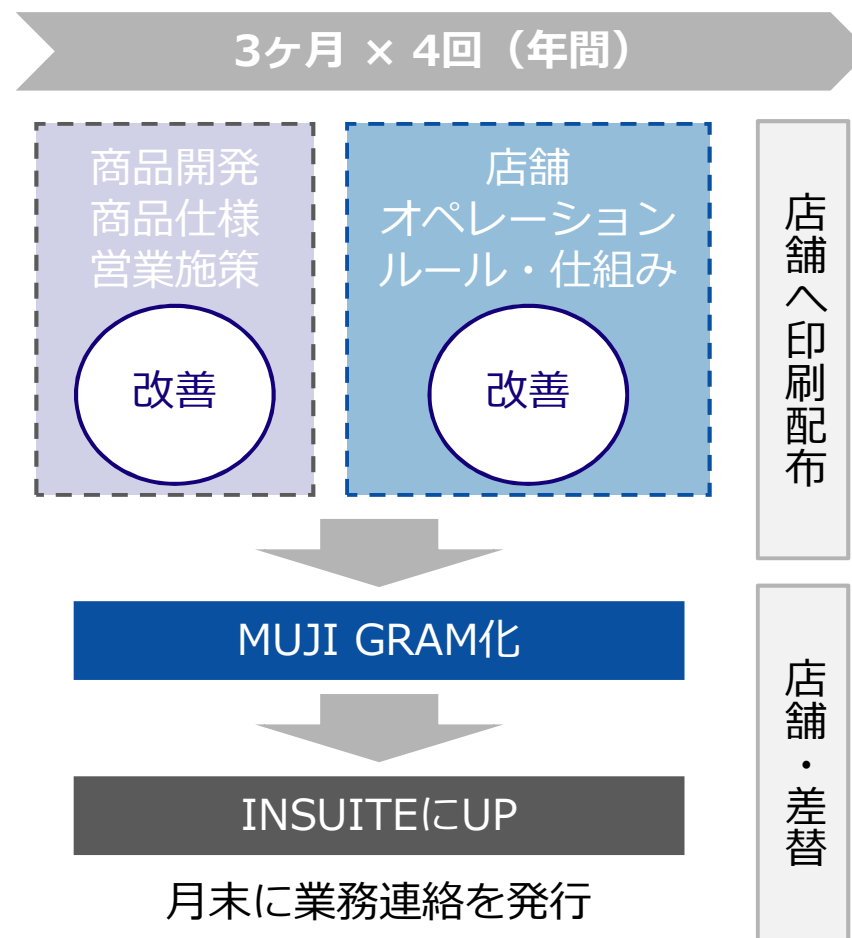 3ヶ月 × 4回（年間）
商品開発
商品仕様
営業施策
改善
店舗
オペレーション
ルール・仕組み
改善
店舗へ印刷配布
MUJI GRAM化
INSUITEにUP
月末に業務連絡を発行
店舗・差替